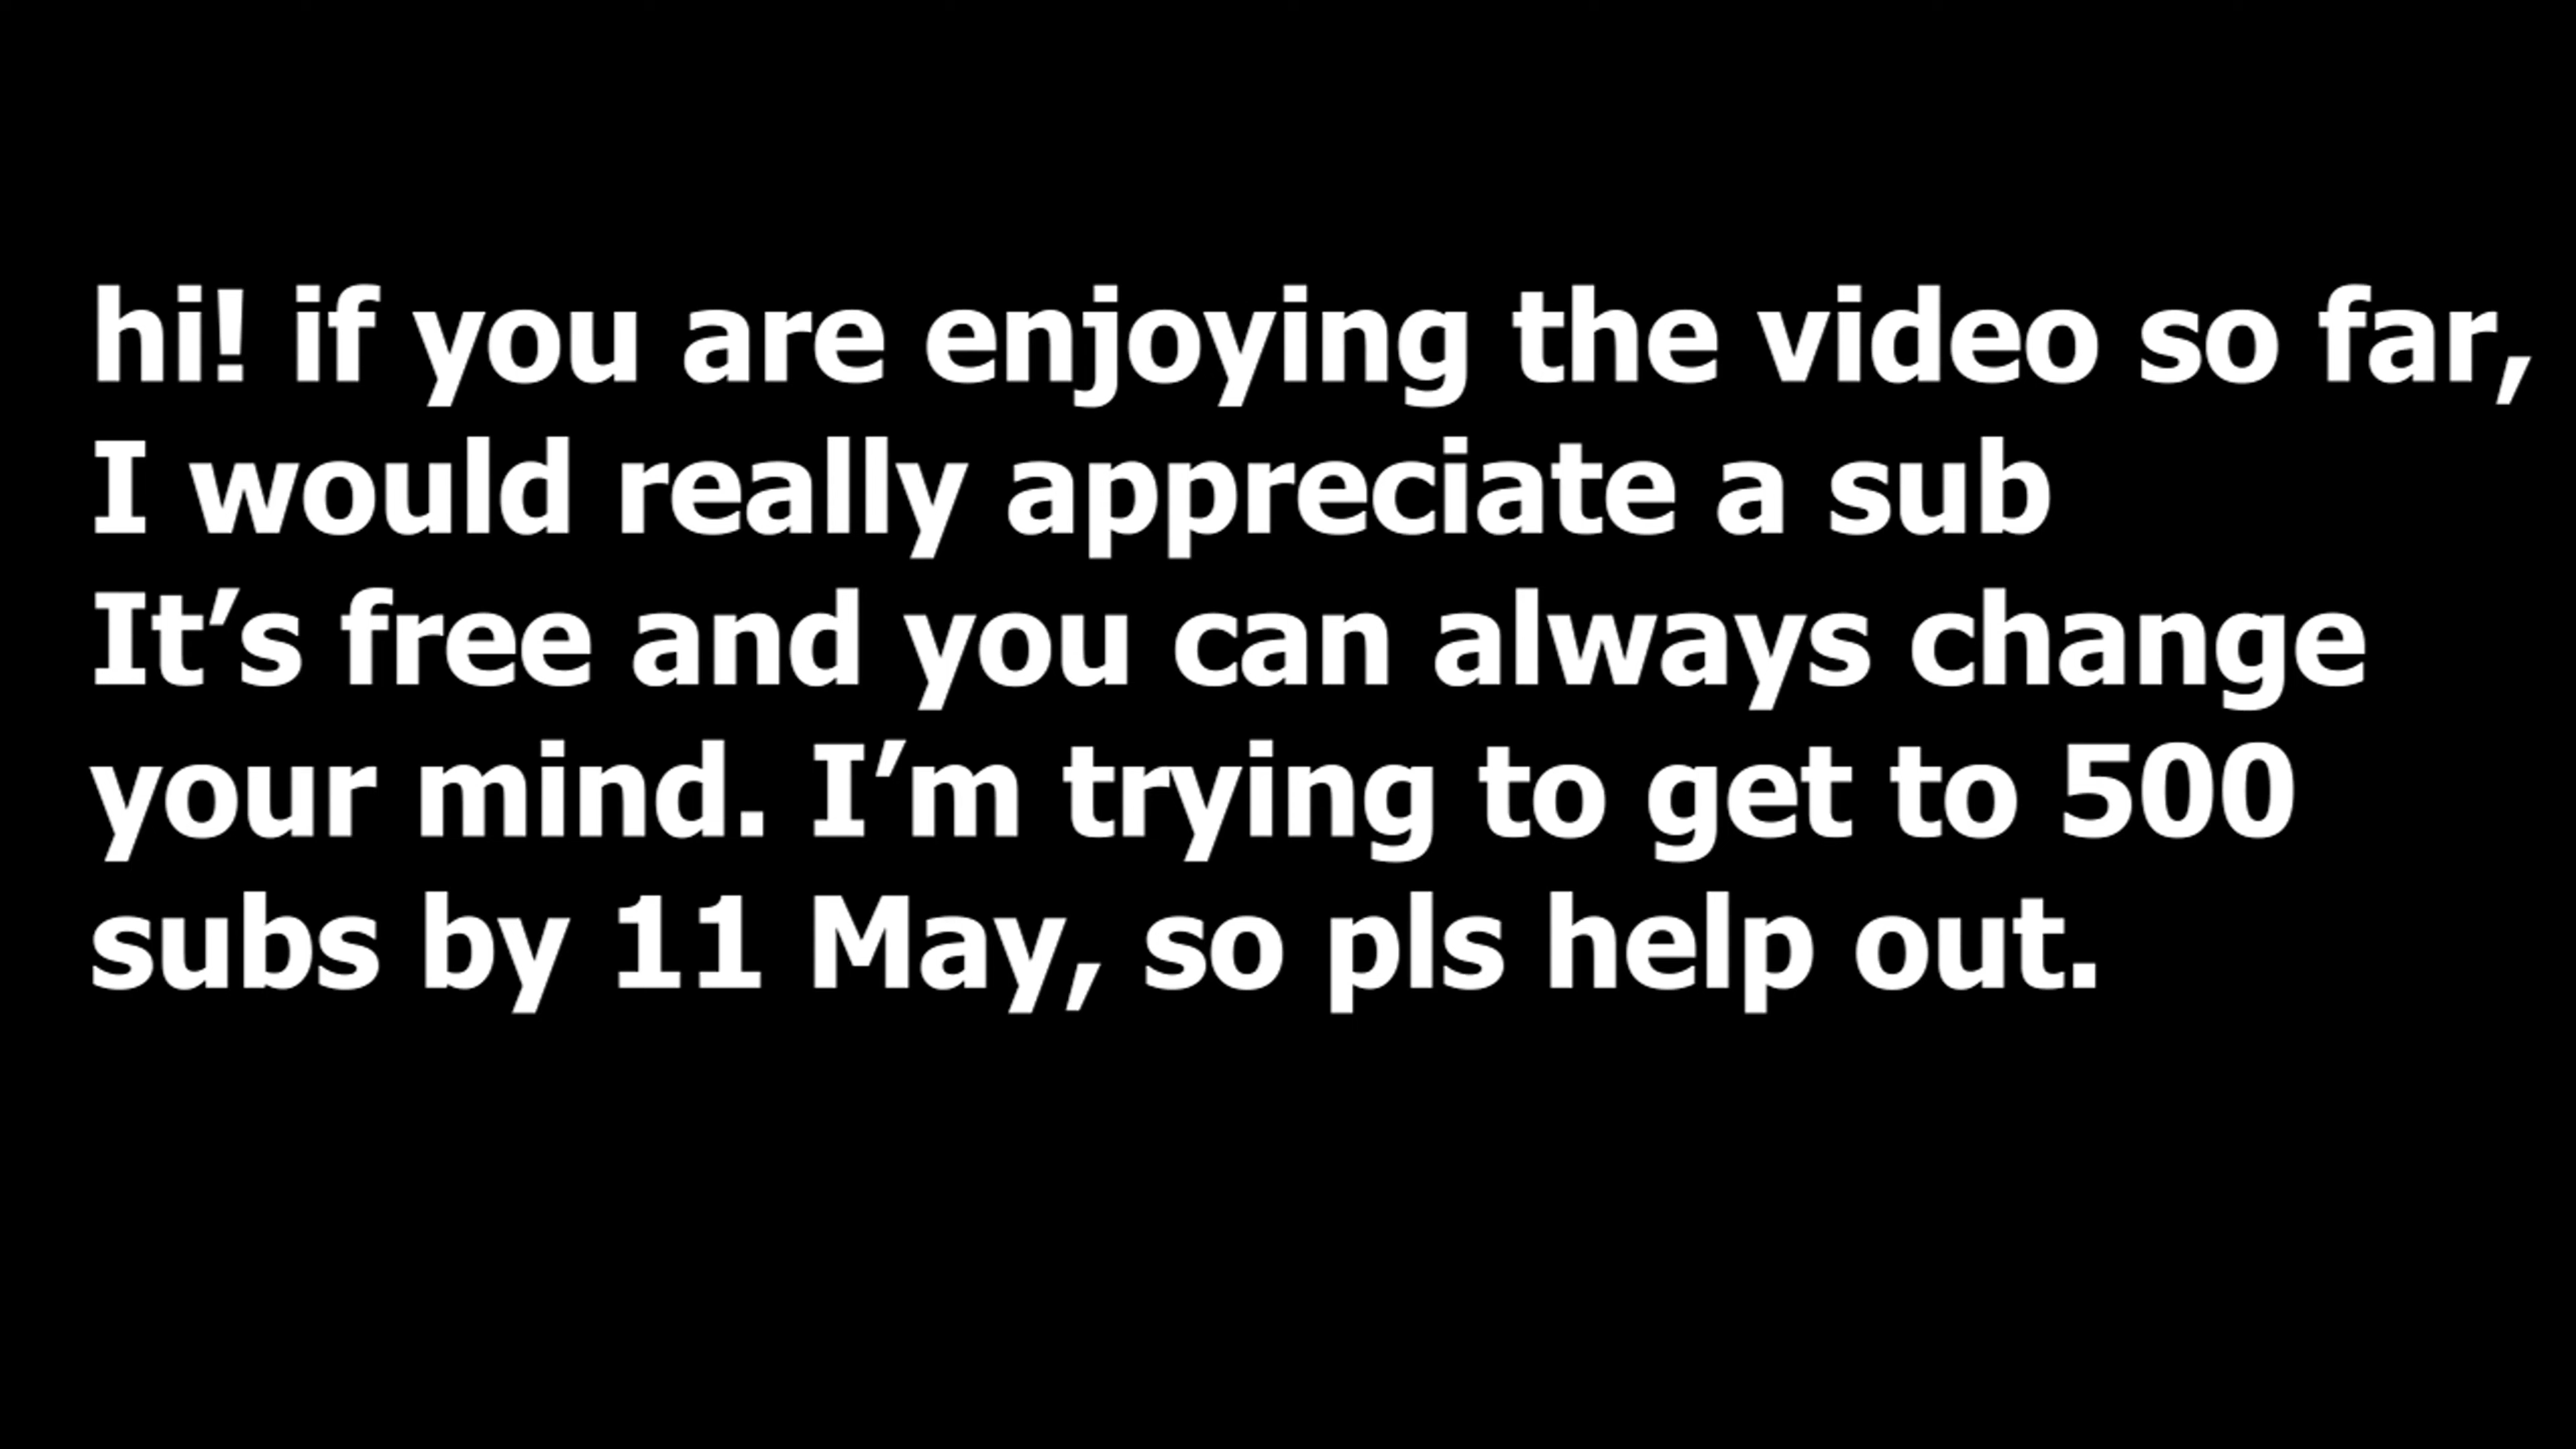 hi! if you are enjoying the video so far,
I would really appreciate a sub
It’s free and you can always change
your mind. I’m trying to get to 500
subs by 11 May, so pls help out.